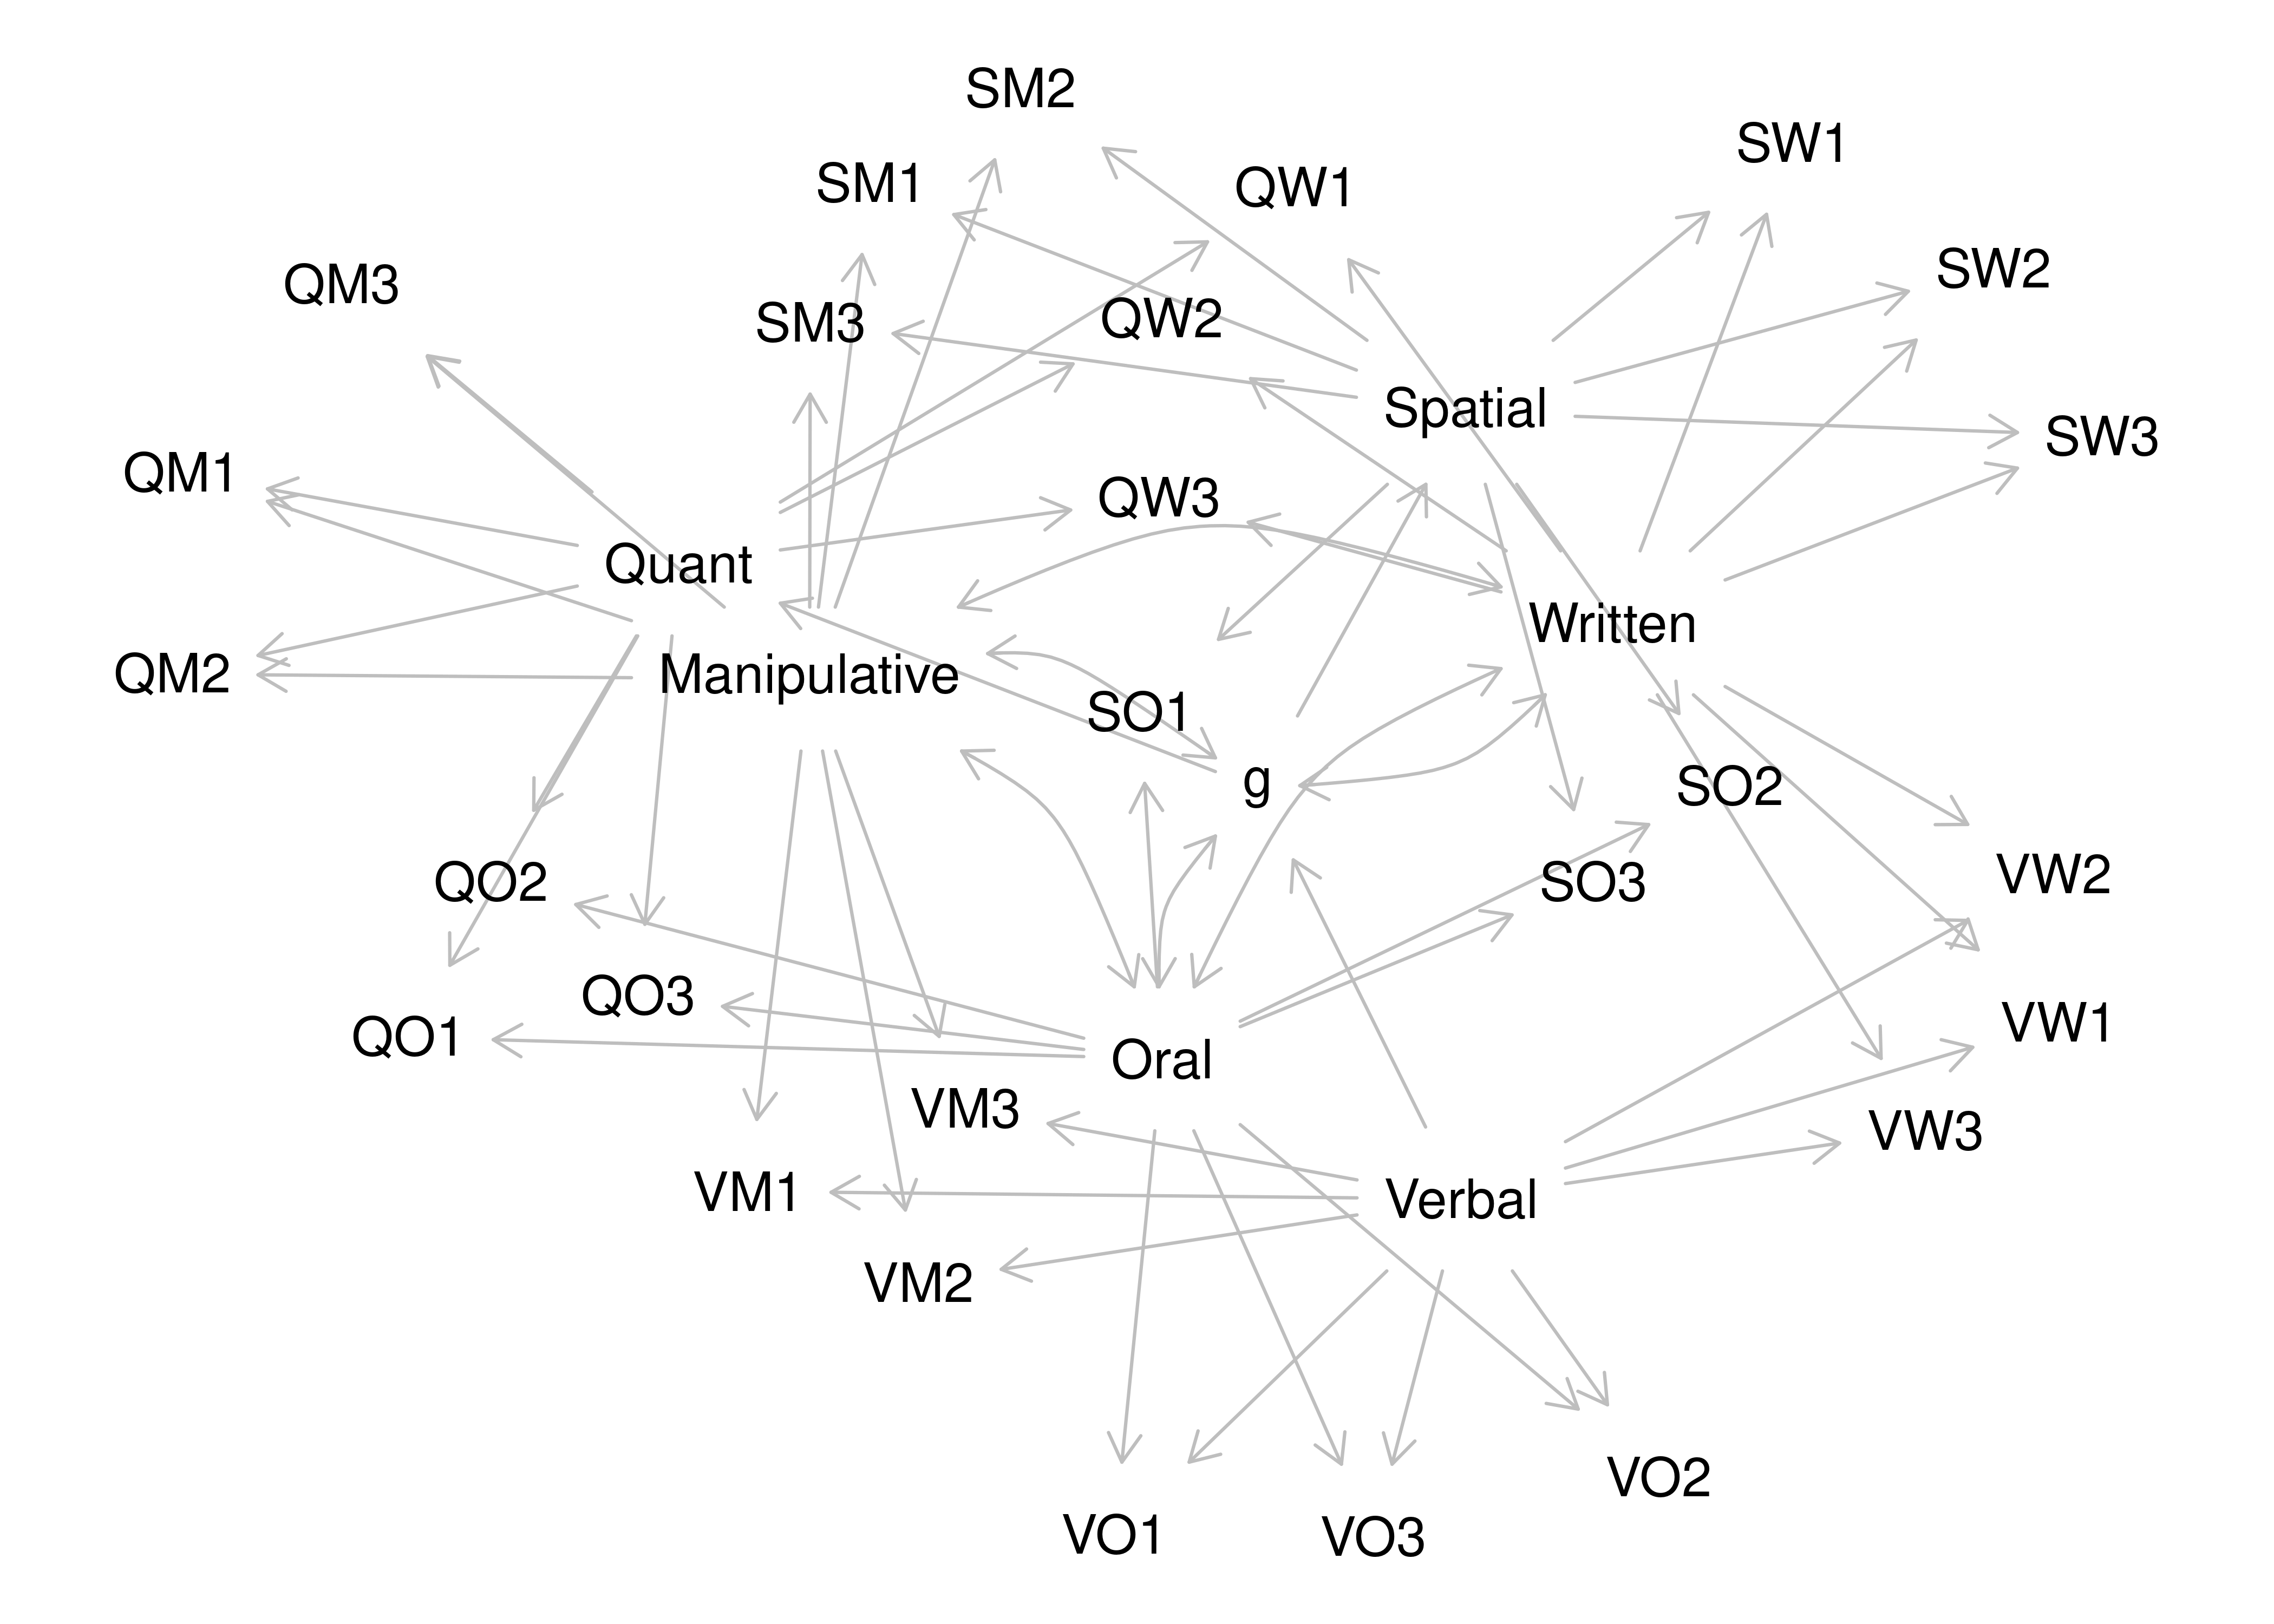 SM2
SW1
SM1
QW1
SW2
QM3
SM3
QW2
Spatial
SW3
QM1
QW3
Quant
Written
QM2
Manipulative
SO1
g
SO2
QO2
SO3
VW2
QO3
QO1
VW1
Oral
VM3
VW3
VM1
Verbal
VM2
VO2
VO1
VO3